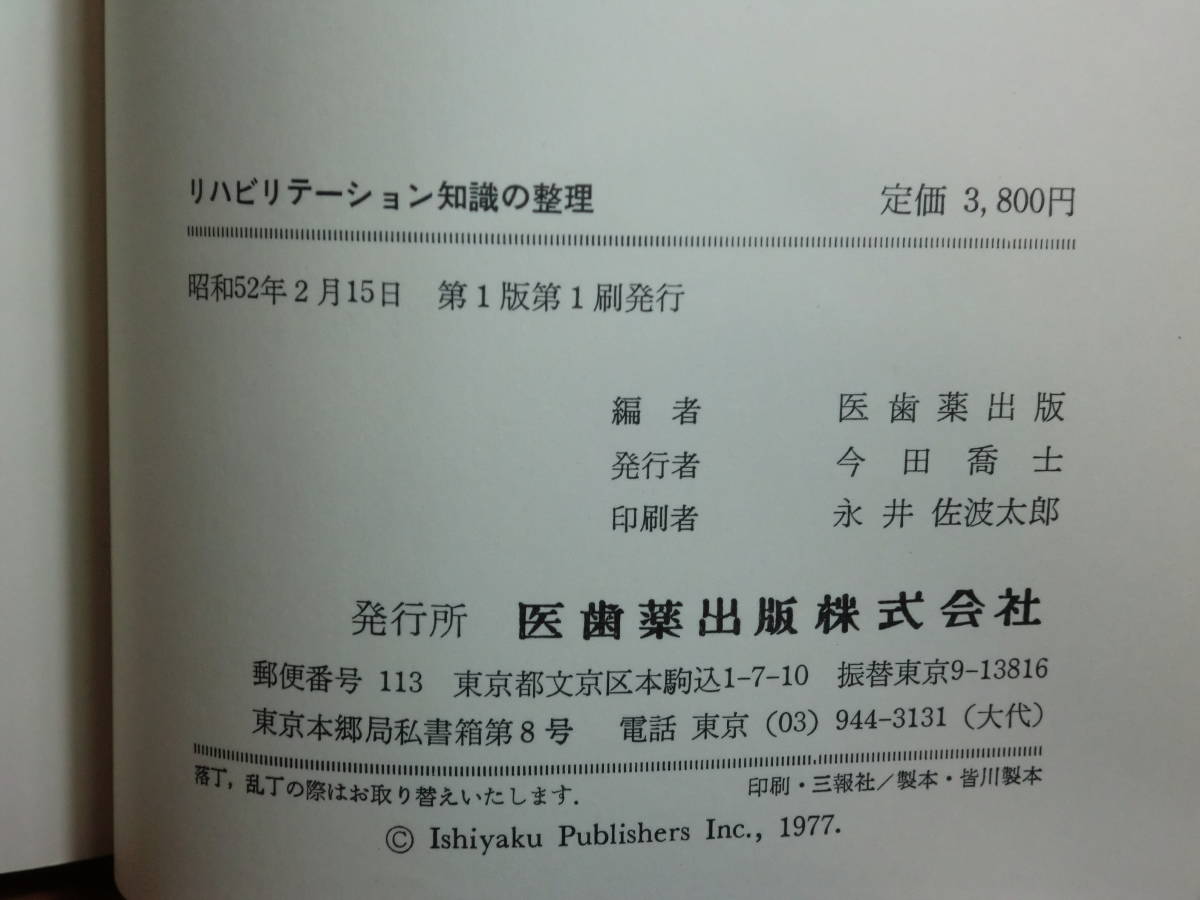 リハビリテーション知識の整理 定価 3,800円
昭和52年2月15日 第1版第1刷発行
編者 医歯薬出版
発行者 今田喬士
印刷者 永井佐波太郎
発行所 医歯薬出版株式会社
郵便番号 113 東京都文京区本駒込1-7-10 振替東京9-13816
東京本郷局私書箱第8号 電話 東京 (03) 944-3131 (大代)
落丁, 乱丁の際はお取り替えいたします. 印刷・三報社/製本・皆川製本
© Ishiyaku Publishers Inc., 1977.